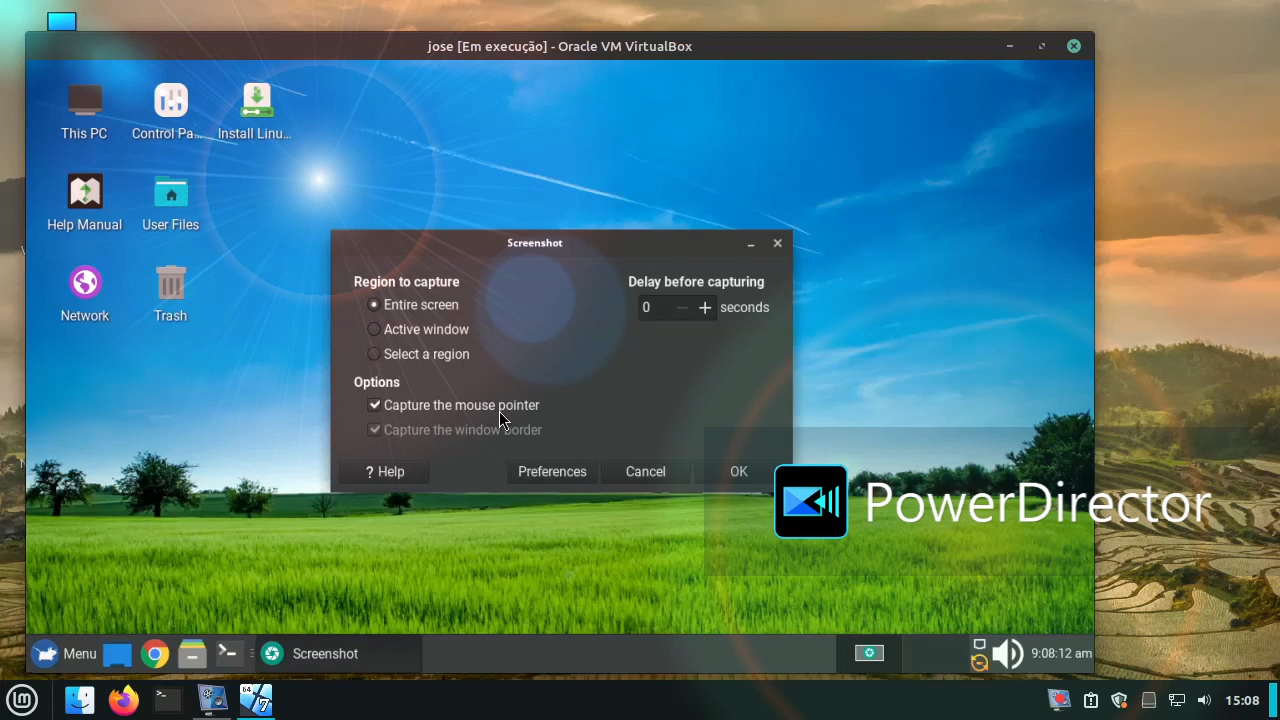 jose [Em execução] - Oracle VM VirtualBox
This PC
Control Pa...
Install Linu...
Help Manual
User Files
Network
Trash
Screenshot
Region to capture
Entire screen
Active window
Select a region
Delay before capturing
0
seconds
Options
Capture the mouse pointer
Capture the window border
? Help
Preferences
Cancel
OK
PowerDirector
Menu
Screenshot
9:08:12 am
64
7
15:08